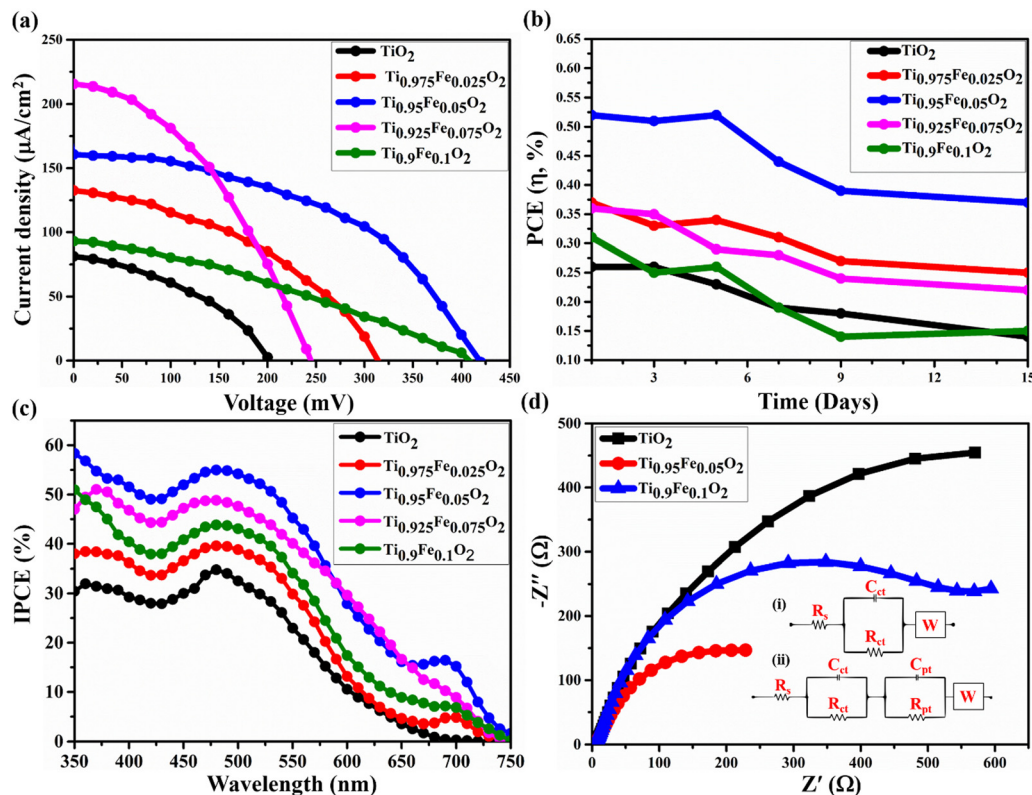 (a)
250
200
150
100
50
0
Current density (µA/cm²)
0 50 100 150 200 250 300 350 400 450
Voltage (mV)
TiO₂
Ti₀.₉₇₅Fe₀.₀₂₅O₂
Ti₀.₉₅Fe₀.₀₅O₂
Ti₀.₉₂₅Fe₀.₀₇₅O₂
Ti₀.₉Fe₀.₁O₂
(b)
0.65
0.60
0.55
0.50
0.45
0.40
0.35
0.30
0.25
0.20
0.15
0.10
PCE (η, %)
3 6 9 12 15
Time (Days)
TiO₂
Ti₀.₉₇₅Fe₀.₀₂₅O₂
Ti₀.₉₅Fe₀.₀₅O₂
Ti₀.₉₂₅Fe₀.₀₇₅O₂
Ti₀.₉Fe₀.₁O₂
(c)
60
50
40
30
20
10
0
IPCE (%)
350 400 450 500 550 600 650 700 750
Wavelength (nm)
TiO₂
Ti₀.₉₇₅Fe₀.₀₂₅O₂
Ti₀.₉₅Fe₀.₀₅O₂
Ti₀.₉₂₅Fe₀.₀₇₅O₂
Ti₀.₉Fe₀.₁O₂
(d)
-500
-400
-300
-200
-100
0
-Z′′ (Ω)
0 100 200 300 400 500 600
Z′ (Ω)
TiO₂
Ti₀.₉₅Fe₀.₀₅O₂
Ti₀.₉Fe₀.₁O₂
(i)
Rₛ
C꜀ₜ
R꜀ₜ
W
(ii)
Rₛ
C꜀ₜ
R꜀ₜ
Cₚₜ
Rₚₜ
W